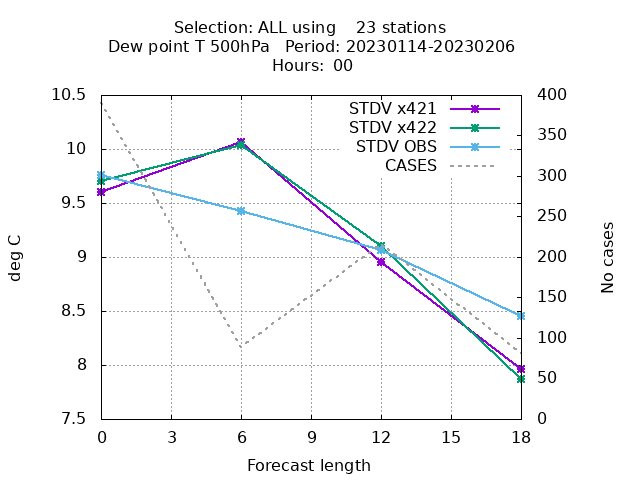 Selection: ALL using    23 stations
Dew point T 500hPa   Period: 20230114-20230206
Hours:  00
10.5
10
9.5
9
8.5
8
7.5
deg C
400
350
300
250
200
150
100
50
0
No cases
STDV x421
STDV x422
STDV OBS
CASES
0 3 6 9 12 15 18
Forecast length